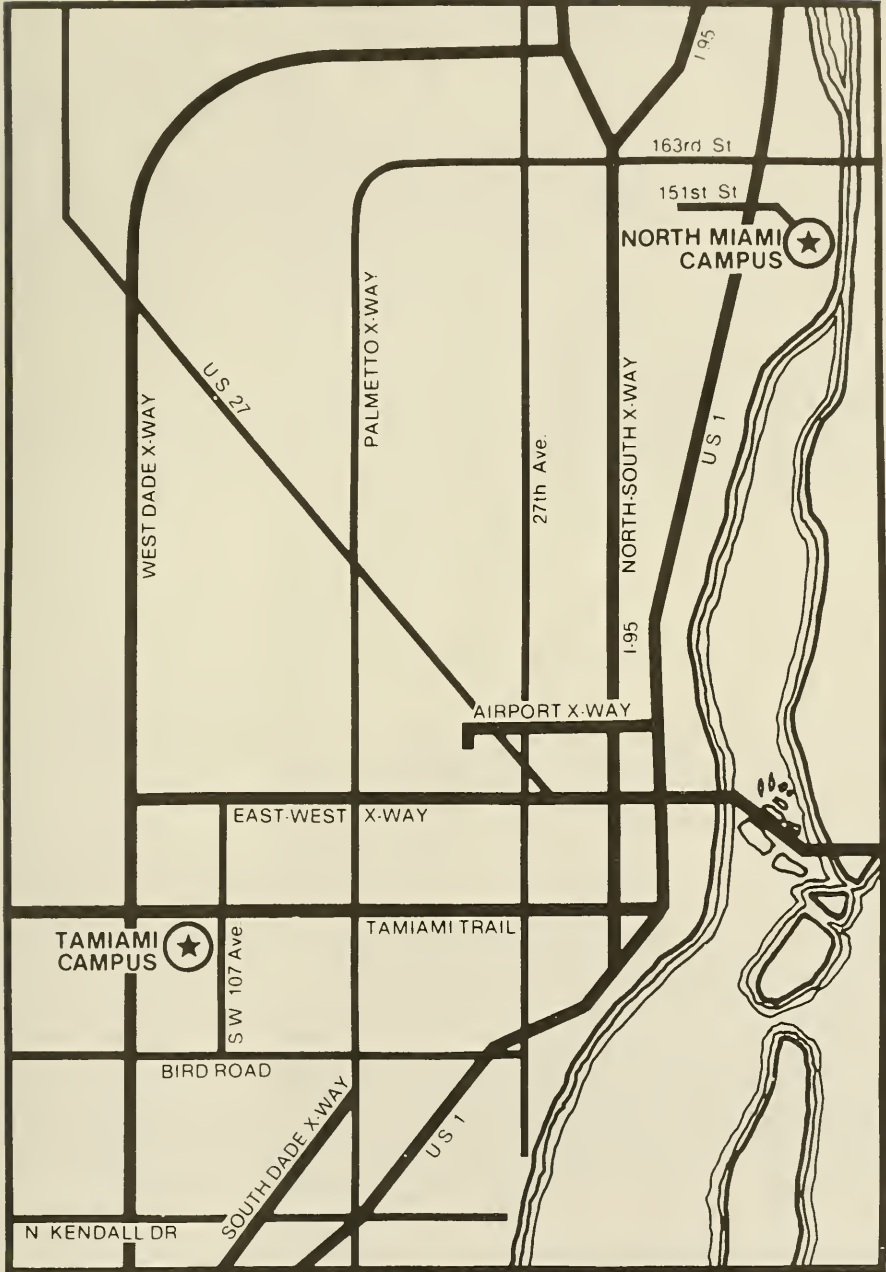 I-95
163rd St
151st St
NORTH MIAMI
CAMPUS
PALMETTO X-WAY
US 27
WEST DADE X-WAY
27th Ave.
NORTH-SOUTH X-WAY
US 1
I-95
AIRPORT X-WAY
EAST-WEST X-WAY
TAMIAMI TRAIL
TAMIAMI
CAMPUS
SW 107 Ave.
BIRD ROAD
SOUTH DADE X-WAY
US 1
N KENDALL DR